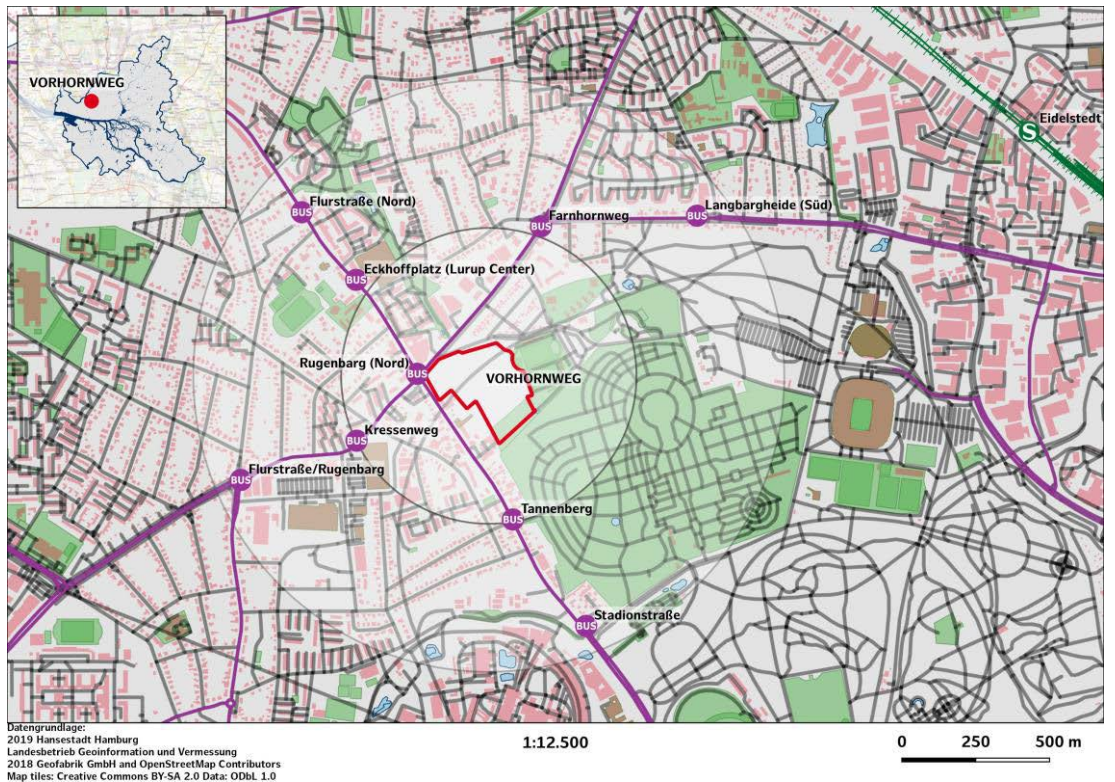 VORHORNWEG
Eidelstedt
S
Flurstraße (Nord)
BUS
Langbargheide (Süd)
BUS
Farnhornweg
BUS
Eckhoffplatz (Lurup Center)
BUS
Rugenbarg (Nord)
BUS
VORHORNWEG
Kressenweg
BUS
Flurstraße/Rugenbarg
BUS
Tannenberg
BUS
Stadionstraße
BUS
Datengrundlage:
2019 Hansestadt Hamburg
Landesbetrieb Geoinformation und Vermessung
2018 Geofabrik GmbH and OpenStreetMap Contributors
Map tiles: Creative Commons BY-SA 2.0 Data: ODbL 1.0
1:12.500
0 250 500 m